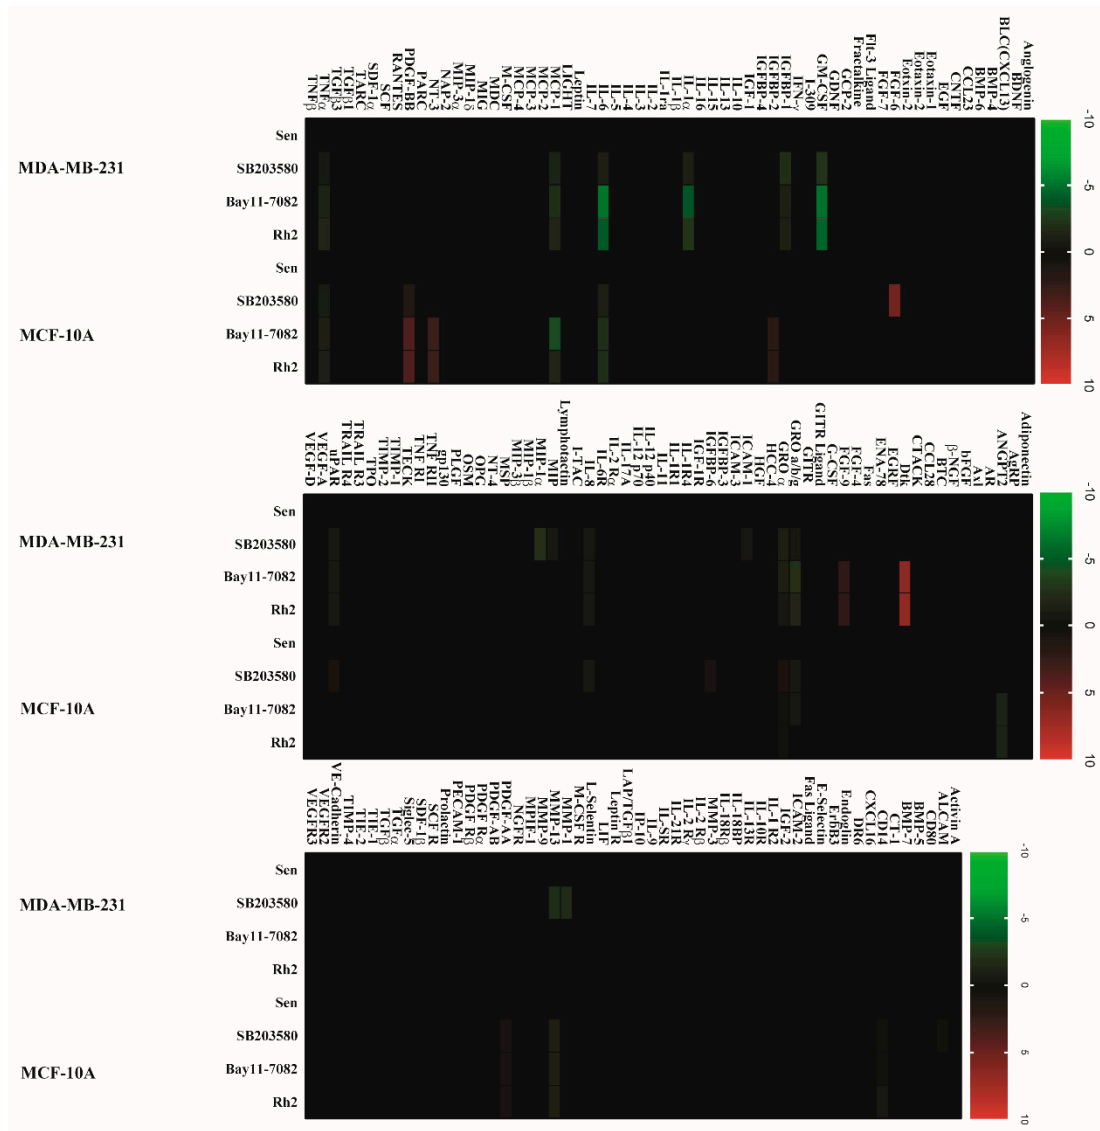 TNFβ
TNFα
TGFβ3
TGFβ1
TARC
SDF-1α
RANTES
SCF
PDGF-BB
PARC
NT-3
NAP-2
MIP-3α
MIP-1δ
MIG
MDC
M-CSF
MCP-3
MCP-2
MCP-1
LIGHT
Leptin
IL-7
IL-6
IL-5
IL-4
IL-3
IL-2
IL-1ra
IL-1β
IL-1α
IL-16
IL-15
IL-13
IL-10
IGF-1
IGFBP-4
IGFBP-2
IGFBP-1
IFN-γ
I-309
GM-CSF
GDNF
GCP-2
Fractalkine
Flt-3 Ligand
FGF-7
FGF-6
Eotaxin-2
Eotaxin-2
Eotaxin-1
EGF
CNTF
CCL23
BMP-6
BMP-4
BLC(CXCL13)
BDNF
Angiogenin
MDA-MB-231
MCF-10A
Sen
SB203580
Bay11-7082
Rh2
Sen
SB203580
Bay11-7082
Rh2
-10
-5
0
5
10
VEGF-D
VEGF-A
uPAR
TRAIL R4
TRAIL R3
TPO
TIMP-2
TIMP-1
TECK
TNF RI
TNF RII
gp130
PLGF
OSM
OPG
NT-4
MSP
MIP-3β
MIP-1β
MIP-1α
MIP
Lymphotactin
I-TAC
IL-8
IL-6R
IL-2 Rα
IL-17A
IL-12 p70
IL-12 p40
IL-11
IL-1R1
IL-1R4
IGF-1R
IGFBP-6
IGFBP-3
ICAM-3
ICAM-1
HGF
HCC-4
GRO α
GRO a/b/g
GITR
GITR Ligand
G-CSF
FGF-9
FGF-4
Fas
ENA-78
EGRF
Dtk
CTACK
CCL28
BTC
β-NGF
bFGF
Axl
AR
ANGPT2
AgRP
Adiponectin
MDA-MB-231
MCF-10A
Sen
SB203580
Bay11-7082
Rh2
Sen
SB203580
Bay11-7082
Rh2
-10
-5
0
5
10
VEGFR3
VEGFR2
VE-Cadherin
TIMP-4
TIE-2
TIE-1
TGFβ
TGFα
Siglec-5
SDF-1β
SCF R
Prolactin
PECAM-1
PDGF Rβ
PDGF Rα
PDGF-AB
PDGF-AA
NGFR
MPIF-1
MMP-9
MMP-13
MMP-1
M-CSF R
L-Selentin
LIF
Leptin R
LAP/TGFβ1
IP-10
IL-9
IL-5R
IL-21R
IL-2 Rγ
IL-2 Rβ
MMP-3
IL-18Rβ
IL-18BP
IL-13R
IL-10R
IL-1 R2
IGF-2
ICAM-2
Fas Ligand
E-Selectin
ErbB3
Endoglin
DR6
CXCL16
CD14
CT-1
BMP-7
BMP-5
CD80
ALCAM
Activin A
MDA-MB-231
MCF-10A
Sen
SB203580
Bay11-7082
Rh2
Sen
SB203580
Bay11-7082
Rh2
-10
-5
0
5
10